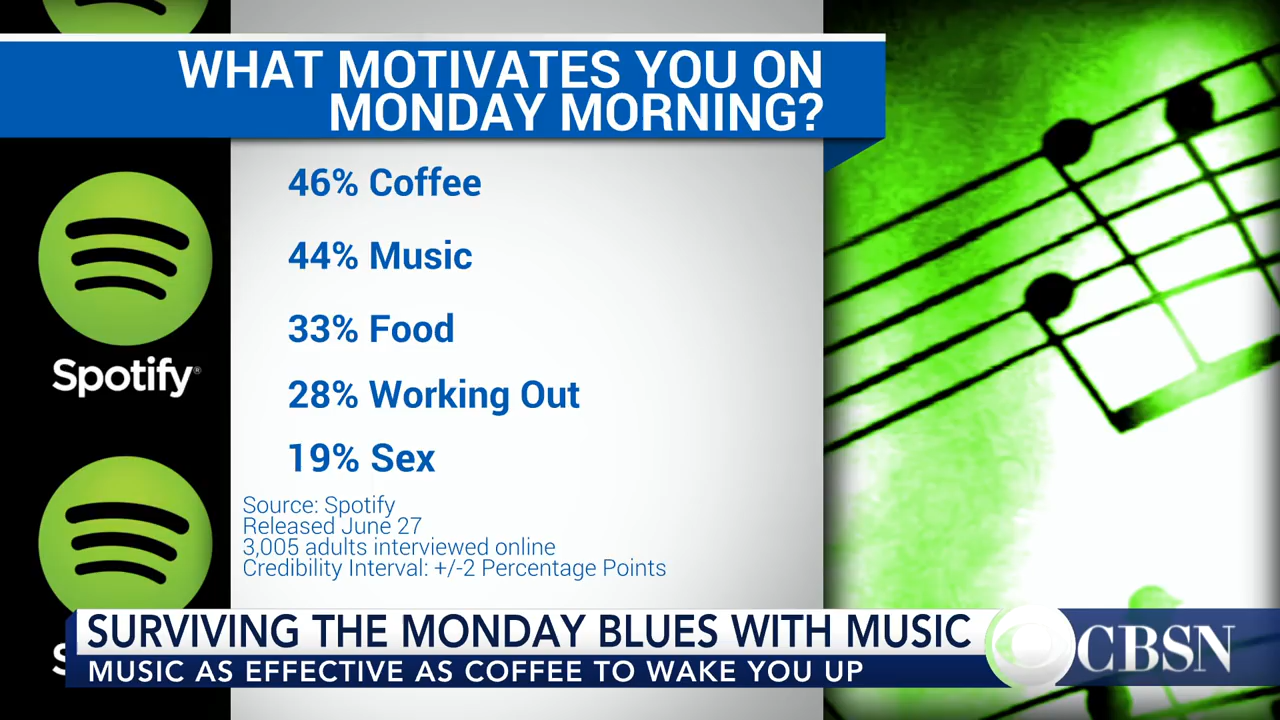 WHAT MOTIVATES YOU ON
MONDAY MORNING?
46% Coffee
44% Music
33% Food
28% Working Out
19% Sex
Source: Spotify
Released June 27
3,005 adults interviewed online
Credibility Interval: +/-2 Percentage Points
Spotify®
S
SURVIVING THE MONDAY BLUES WITH MUSIC
MUSIC AS EFFECTIVE AS COFFEE TO WAKE YOU UP
CBSN